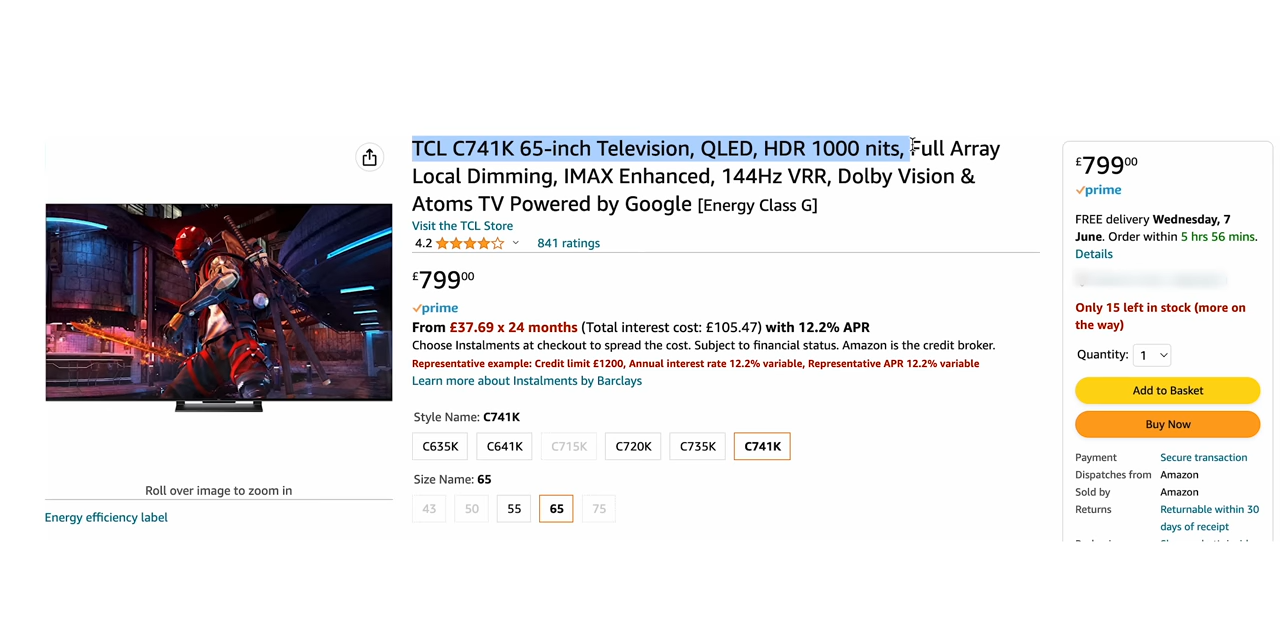 TCL C741K 65-inch Television, QLED, HDR 1000 nits, Full Array
Local Dimming, IMAX Enhanced, 144Hz VRR, Dolby Vision &
Atoms TV Powered by Google [Energy Class G]
Visit the TCL Store
4.2 841 ratings
£79900
prime
From £37.69 x 24 months (Total interest cost: £105.47) with 12.2% APR
Choose Instalments at checkout to spread the cost. Subject to financial status. Amazon is the credit broker.
Representative example: Credit limit £1200, Annual interest rate 12.2% variable, Representative APR 12.2% variable
Learn more about Instalments by Barclays
Style Name: C741K
C635K C641K C715K C720K C735K C741K
Size Name: 65
43 50 55 65 75
Roll over image to zoom in
Energy efficiency label
£79900
prime
FREE delivery Wednesday, 7
June. Order within 5 hrs 56 mins.
Details
Only 15 left in stock (more on
the way)
Quantity: 1
Add to Basket
Buy Now
Payment Secure transaction
Dispatches from Amazon
Sold by Amazon
Returns Returnable within 30
days of receipt